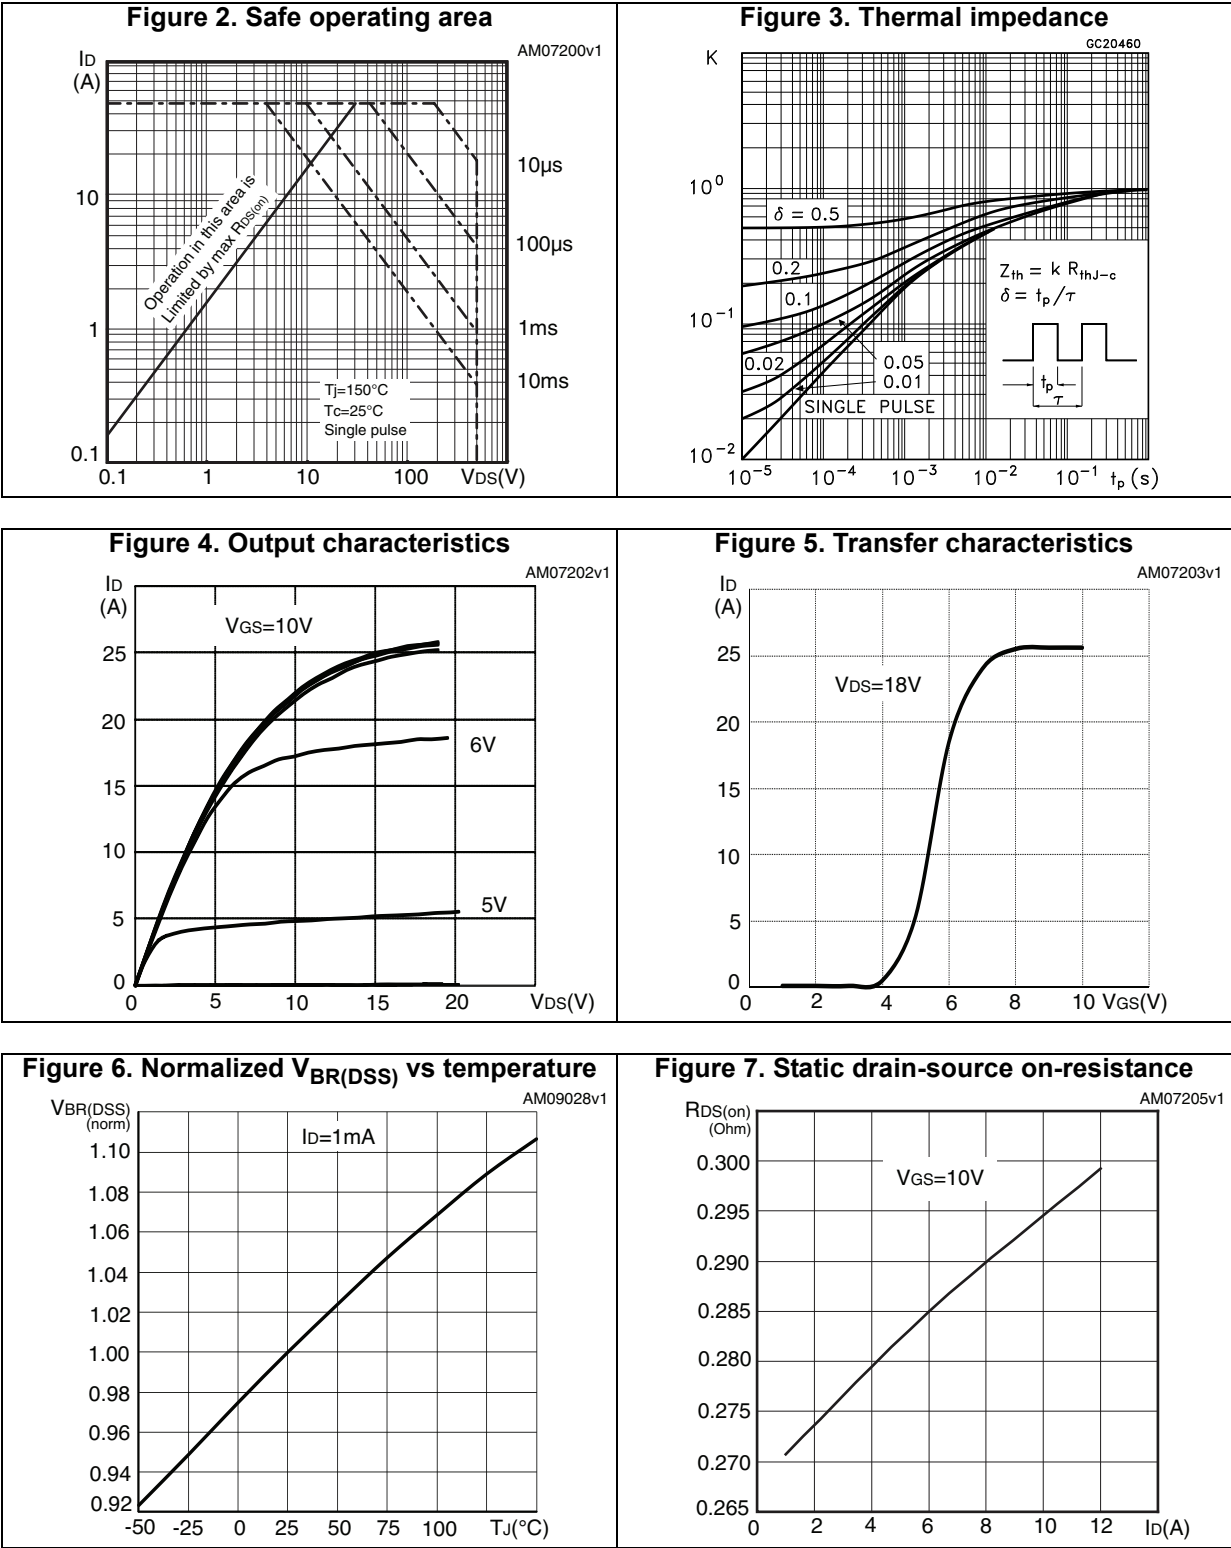 Figure 2. Safe operating area
AM07200v1
ID
(A)
10
1
0.1
0.1
1
10
100
VDS(V)
10µs
100µs
1ms
10ms
Operation in this area is
Limited by max RDS(on)
Tj=150°C
Tc=25°C
Single pulse
Figure 3. Thermal impedance
GC20460
K
10⁰
10⁻¹
10⁻²
10⁻⁵
10⁻⁴
10⁻³
10⁻²
10⁻¹
tp (s)
δ = 0.5
0.2
0.1
0.02
0.05
0.01
SINGLE PULSE
Zth = k RthJ-c
δ = tp/τ
tp
τ
Figure 4. Output characteristics
AM07202v1
ID
(A)
VGS=10V
25
20
15
10
5
0
6V
5V
0
5
10
15
20
VDS(V)
Figure 5. Transfer characteristics
AM07203v1
ID
(A)
VDS=18V
25
20
15
10
5
0
0
2
4
6
8
10
VGS(V)
Figure 6. Normalized VBR(DSS) vs temperature
AM09028v1
VBR(DSS)
(norm)
ID=1mA
1.10
1.08
1.06
1.04
1.02
1.00
0.98
0.96
0.94
0.92
-50
-25
0
25
50
75
100
TJ(°C)
Figure 7. Static drain-source on-resistance
AM07205v1
RDS(on)
(Ohm)
VGS=10V
0.300
0.295
0.290
0.285
0.280
0.275
0.270
0.265
0
2
4
6
8
10
12
ID(A)